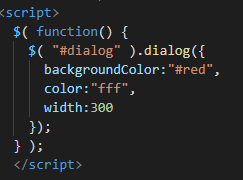 <script>
$( function() {
$( "#dialog" ).dialog({
backgroundColor:"#red",
color:"fff",
width:300
});
} );
</script>